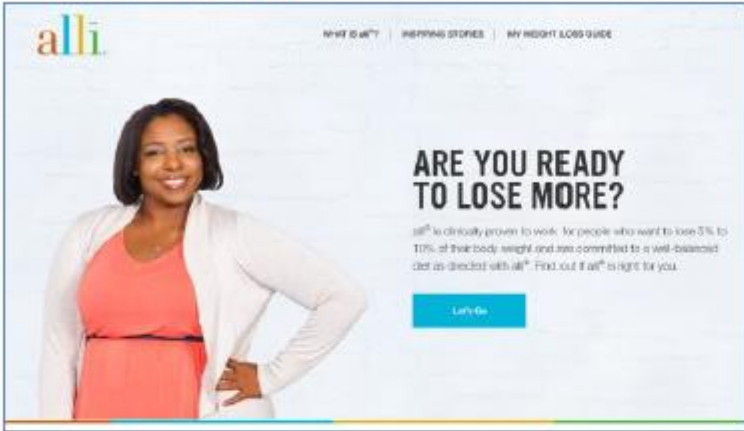 alli
WHAT IS alli®? | INSPIRING STORIES | MY WEIGHT LOSS GUIDE
ARE YOU READY
TO LOSE MORE?
alli® is clinically proven to work for people who want to lose 5% to
10% of their body weight and are committed to a well-balanced
diet as directed with alli®. Find out if alli® is right for you.
Let's Go